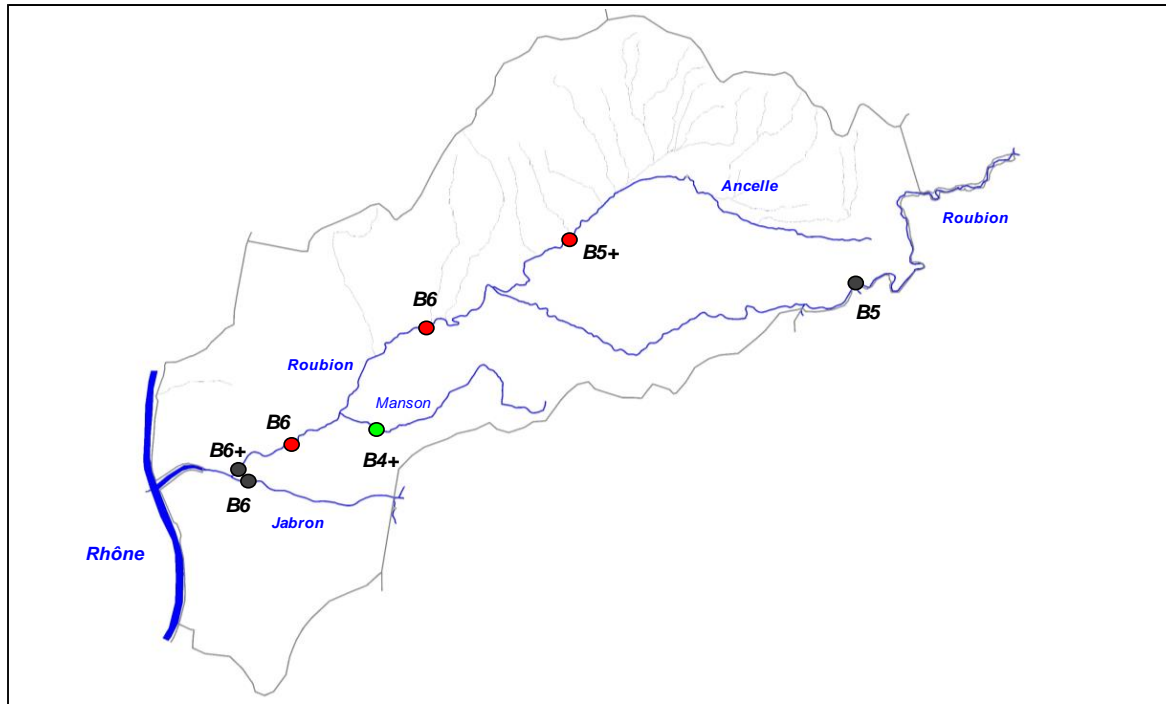 Ancelle
Roubion
B5+
B5
B6
Roubion
Manson
B6
B4+
B6+
B6
Jabron
Rhône